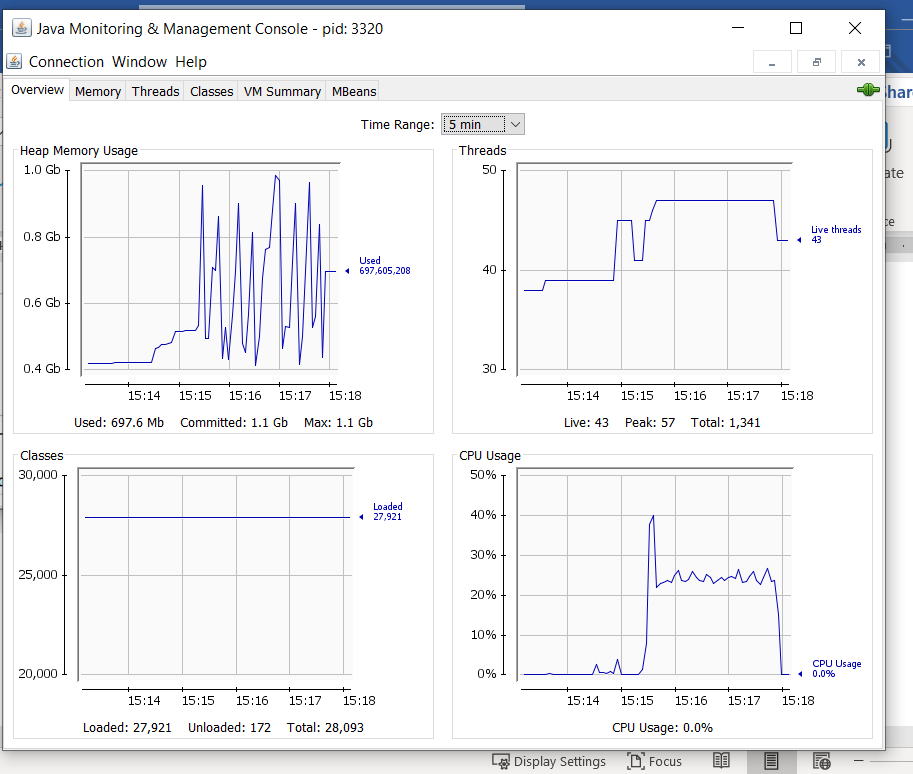 Java Monitoring & Management Console - pid: 3320
Connection Window Help
Overview Memory Threads Classes VM Summary MBeans
Time Range: 5 min
Heap Memory Usage
1.0 Gb
0.8 Gb
0.6 Gb
0.4 Gb
Used
697,605,208
15:14 15:15 15:16 15:17 15:18
Used: 697.6 Mb Committed: 1.1 Gb Max: 1.1 Gb
Threads
50
40
30
Live threads
43
15:14 15:15 15:16 15:17 15:18
Live: 43 Peak: 57 Total: 1,341
Classes
30,000
25,000
20,000
Loaded
27,921
15:14 15:15 15:16 15:17 15:18
Loaded: 27,921 Unloaded: 172 Total: 28,093
CPU Usage
50%
40%
30%
20%
10%
0%
CPU Usage
0.0%
15:14 15:15 15:16 15:17 15:18
CPU Usage: 0.0%
Display Settings Focus